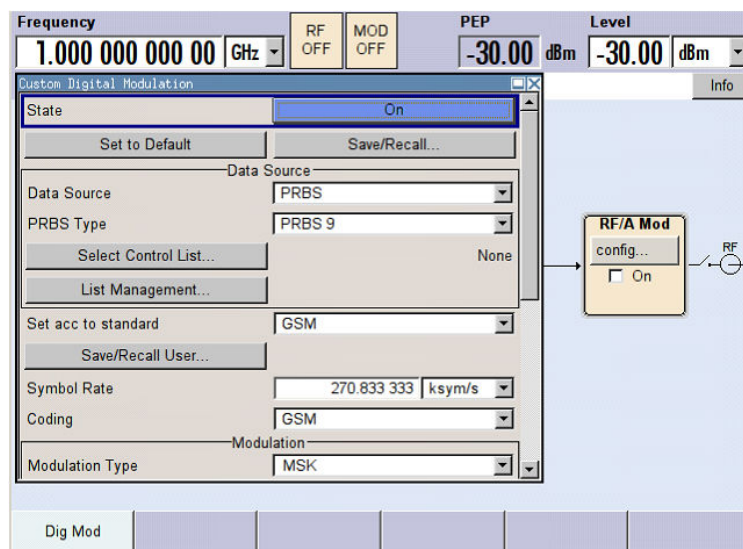 Frequency
1.000 000 000 00 GHz
RF OFF
MOD OFF
PEP
-30.00 dBm
Level
-30.00 dBm
Custom Digital Modulation
Info
State On
Set to Default Save/Recall...
Data Source
Data Source PRBS
PRBS Type PRBS 9
Select Control List... None
List Management...
Set acc to standard GSM
Save/Recall User...
Symbol Rate 270.833 333 ksym/s
Coding GSM
Modulation
Modulation Type MSK
RF/A Mod
config...
On
RF
Dig Mod